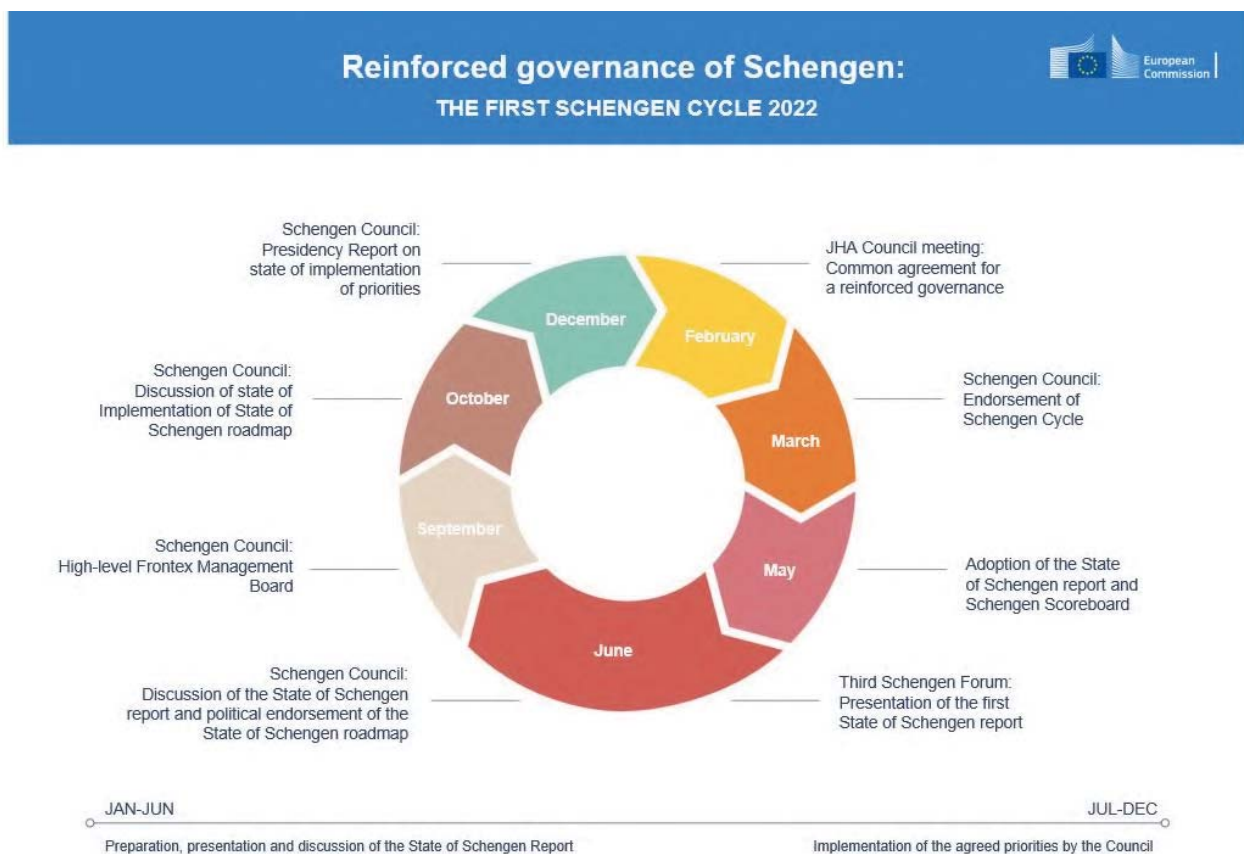 Reinforced governance of Schengen:
THE FIRST SCHENGEN CYCLE 2022
European
Commission
Schengen Council:
Presidency Report on
state of implementation
of priorities
JHA Council meeting:
Common agreement for
a reinforced governance
December
February
Schengen Council:
Discussion of state of
Implementation of State of
Schengen roadmap
Schengen Council:
Endorsement of
Schengen Cycle
October
March
Schengen Council:
High-level Frontex Management
Board
Adoption of the State
of Schengen report and
Schengen Scoreboard
September
May
June
Schengen Council:
Discussion of the State of Schengen
report and political endorsement of the
State of Schengen roadmap
Third Schengen Forum:
Presentation of the first
State of Schengen report
JAN-JUN
JUL-DEC
Preparation, presentation and discussion of the State of Schengen Report
Implementation of the agreed priorities by the Council